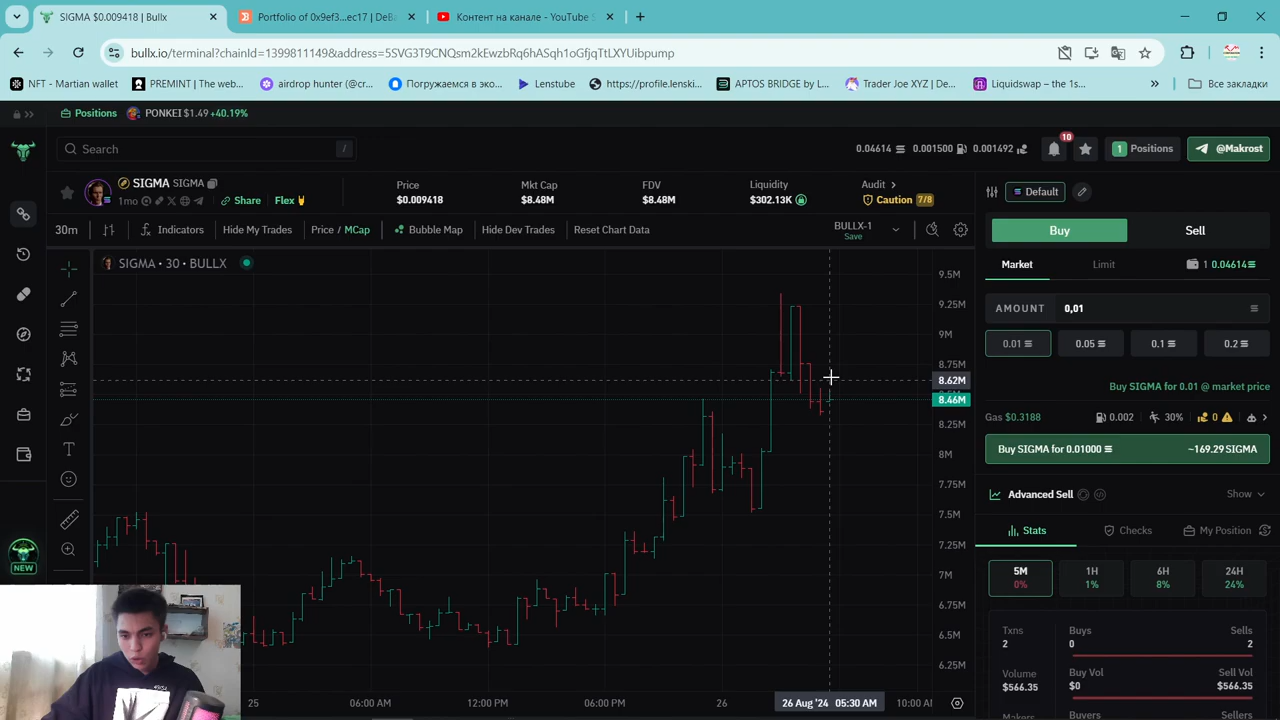 SIGMA $0.009418 | Bullx
Portfolio of 0x9ef3...ec17 | DeBa
Контент на канале - YouTube S
bullx.io/terminal?chainId=1399811149&address=5SVG3T9CNQsm2kEwzbRq6hASqh1oGfjqTtLXYUibpump
NFT - Martian wallet
PREMINT | The web...
airdrop hunter (@cr...
Погружаемся в эко...
Lenstube
https://profile.lenski...
APTOS BRIDGE by L...
Trader Joe XYZ | De...
Liquidswap – the 1s...
Все закладки
Positions
PONKEI $1.49 +40.19%
Search /
0.04614
0.001500
0.001492
10
1 Positions
@Makrost
SIGMA SIGMA
1mo
Share
Flex
Price
$0.009418
Mkt Cap
$8.48M
FDV
$8.48M
Liquidity
$302.13K
Audit
Caution 7/8
Default
30m
Indicators
Hide My Trades
Price / MCap
Bubble Map
Hide Dev Trades
Reset Chart Data
BULLX-1
Save
Buy
Sell
SIGMA • 30 • BULLX
Market
Limit
1 0.04614
AMOUNT 0,01
0.01
0.05
0.1
0.2
Buy SIGMA for 0.01 @ market price
Gas $0.3188
0.002
30%
0
Buy SIGMA for 0.01000
~169.29 SIGMA
Advanced Sell
Show
Stats
Checks
My Position
5M
0%
1H
1%
6H
8%
24H
24%
Txns
2
Buys
0
Sells
2
Volume
$566.35
Buy Vol
$0
Sell Vol
$566.35
Makers
Buyers
Sellers
9.5M
9.25M
9M
8.75M
8.62M
8.46M
8.25M
8M
7.75M
7.5M
7.25M
7M
6.75M
6.5M
6.25M
25
06:00 AM
12:00 PM
06:00 PM
26
26 Aug '24 05:30 AM
10:00 AM
NEW